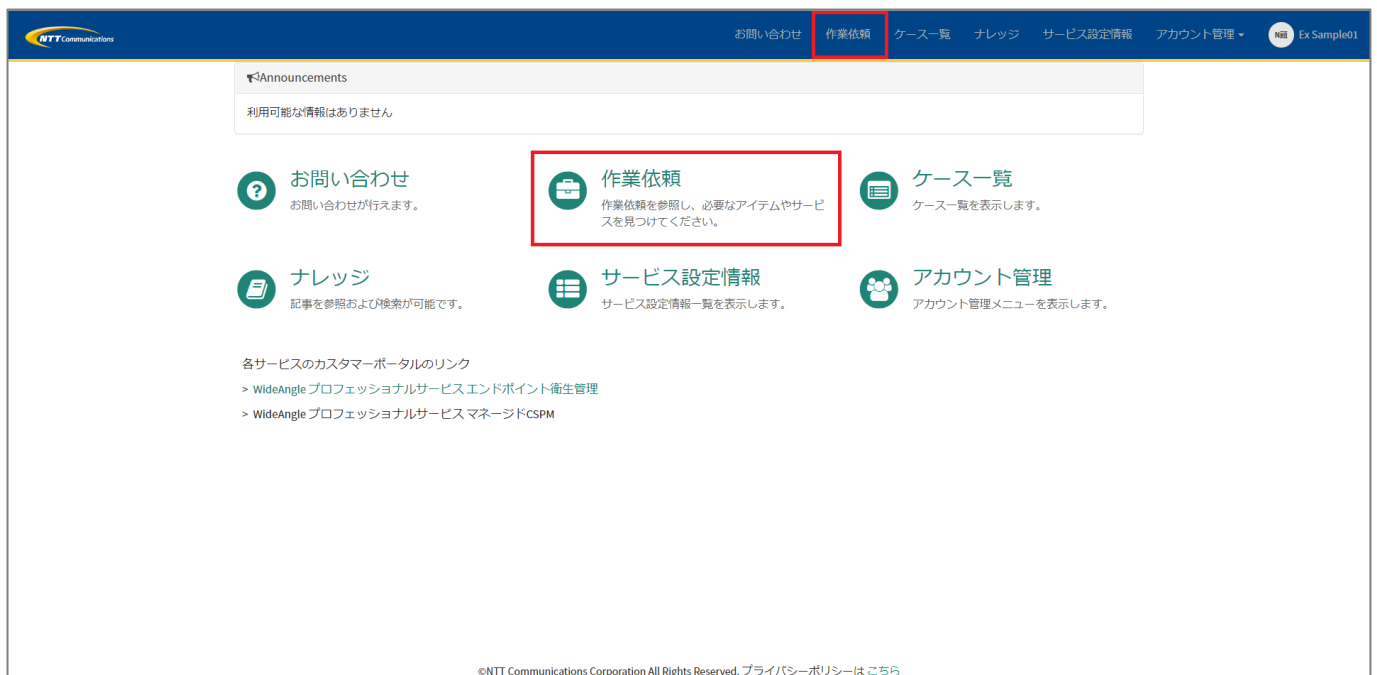 NTT Communications
お問い合わせ 作業依頼 ケース一覧 ナレッジ サービス設定情報 アカウント管理 Ex Sample01
Announcements
利用可能な情報はありません
お問い合わせ
お問い合わせが行えます。
作業依頼
作業依頼を参照し、必要なアイテムやサービ
スを見つけてください。
ケース一覧
ケース一覧を表示します。
ナレッジ
記事を参照および検索が可能です。
サービス設定情報
サービス設定情報一覧を表示します。
アカウント管理
アカウント管理メニューを表示します。
各サービスのカスタマーポータルのリンク
> WideAngle プロフェッショナルサービス エンドポイント衛生管理
> WideAngle プロフェッショナルサービス マネージドCSPM
©NTT Communications Corporation All Rights Reserved. プライバシーポリシーは こちら